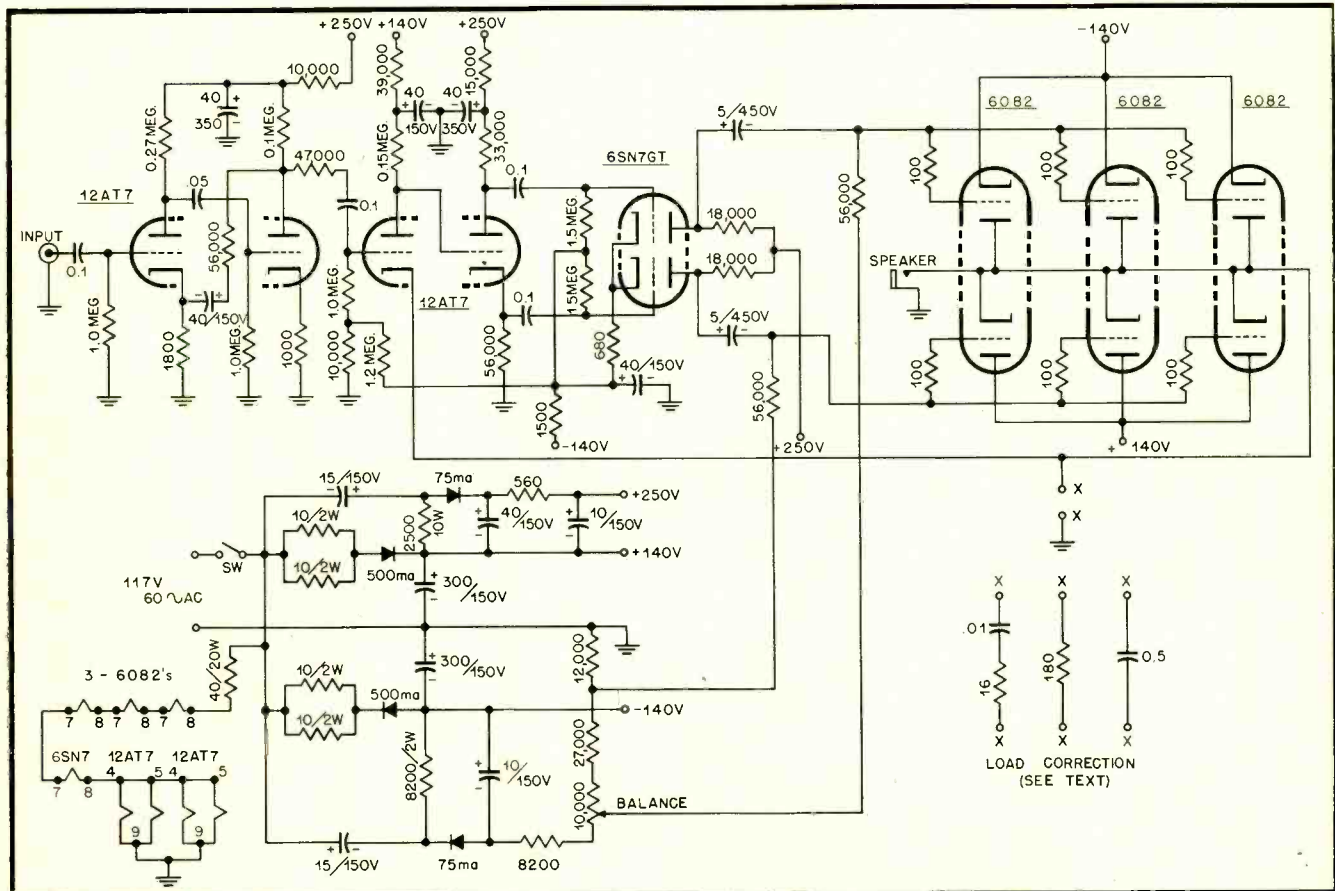 +250V
+140V
+250V
-140V
10,000
39,000
15,000
40
350
40
150V
40
350V
5/450V
6082
6082
6082
0.27MEG.
0.1MEG.
47000
0.15MEG.
33,000
6SN7GT
0.1
100
100
100
12AT7
.05
0.1
1.5MEG.
18,000
56,000
INPUT
0.1
56,000
18,000
SPEAKER
1.0MEG.
12AT7
1.5MEG.
40/150V
0.1
5/450V
1.0MEG.
1800
1.0MEG.
1000
10,000
1.2MEG.
56,000
680
40/150V
56,000
100
100
100
1500
-140V
+250V
+140V
15/150V
75ma
560
+250V
10/2W
2500
10W
40
/150V
10
/150V
+140V
SW
10/2W
500ma
300
/150V
117V
60~AC
X
X
3 - 6082's
40/20W
10/2W
300
/150V
12,000
X
X
X
.01
180
0.5
16
7 8 7 8 7 8
10/2W
500ma
-140V
27,000
X
X
X
6SN7
12AT7
12AT7
7 8
4 5 4 5
9
9
8200/2W
10
/150V
10,000
BALANCE
LOAD CORRECTION
(SEE TEXT)
15/150V
75ma
8200